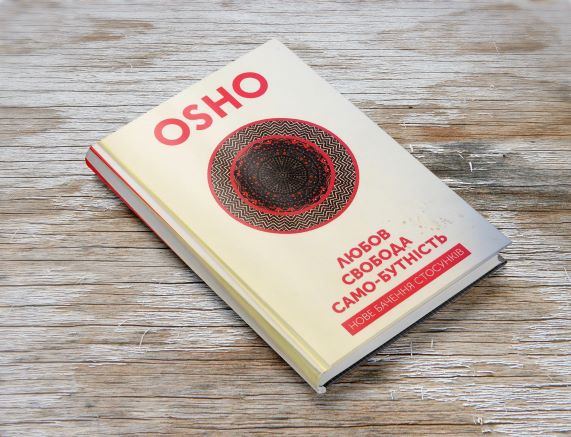 OSHO
ЛЮБОВ
СВОБОДА
САМО-БУТНІСТЬ
НОВЕ БАЧЕННЯ СТОСУНКІВ